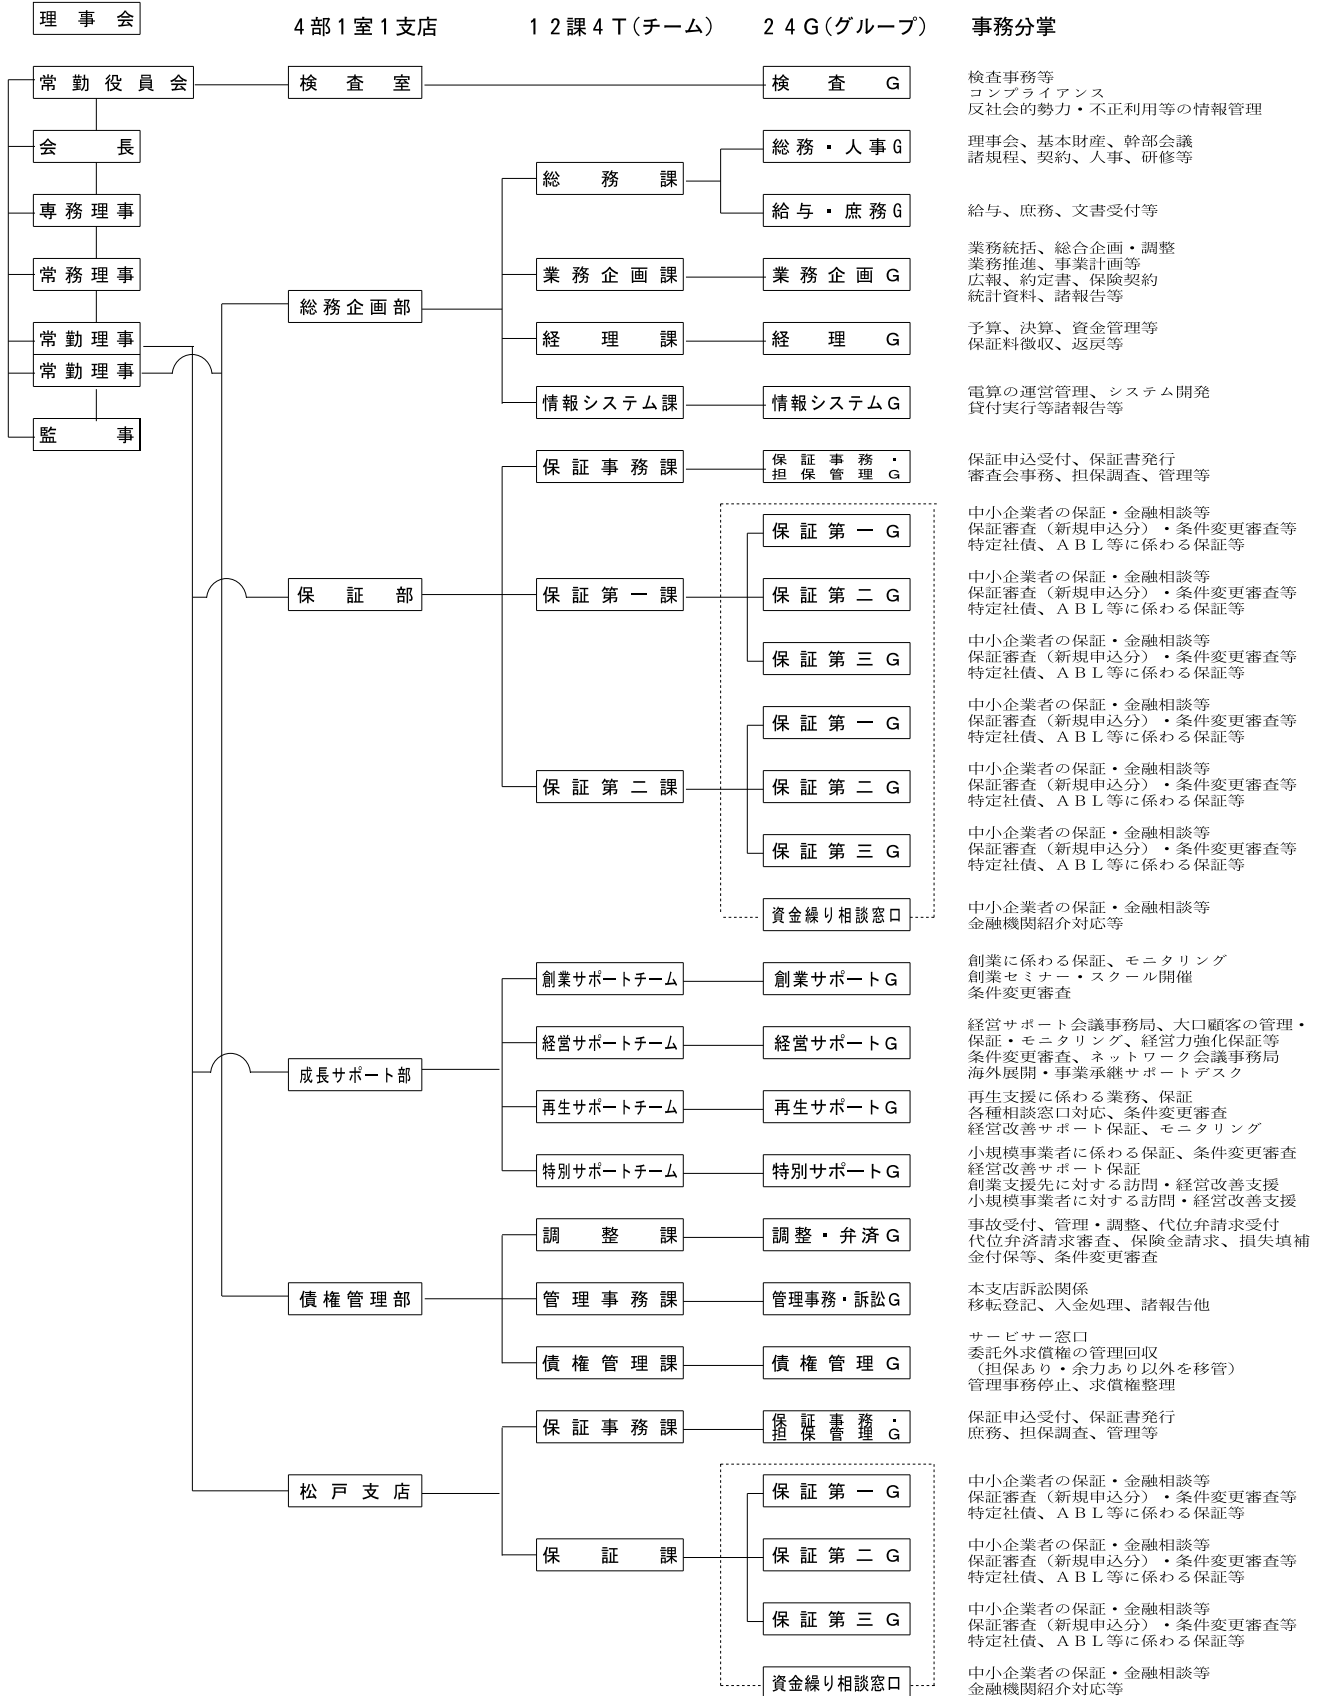 理事会
4部1室1支店
12課4T(チーム)
24G(グループ)
事務分掌
常勤役員会
会長
専務理事
常務理事
常勤理事
常勤理事
監事
検査室
検査G
検査事務等
コンプライアンス
反社会的勢力・不正利用等の情報管理
総務企画部
総務課
総務・人事G
理事会、基本財産、幹部会議
諸規程、契約、人事、研修等
給与・庶務G
給与、庶務、文書受付等
業務企画課
業務企画G
業務統括、総合企画・調整
業務推進、事業計画等
広報、約定書、保険契約
統計資料、諸報告等
経理課
経理G
予算、決算、資金管理等
保証料徴収、返戻等
情報システム課
情報システムG
電算の運営管理、システム開発
貸付実行等諸報告等
保証部
保証事務課
保証事務・
担保管理G
保証申込受付、保証書発行
審査会事務、担保調査、管理等
保証第一課
保証第一G
中小企業者の保証・金融相談等
保証審査（新規申込分）・条件変更審査等
特定社債、ABL等に係わる保証等
保証第二G
中小企業者の保証・金融相談等
保証審査（新規申込分）・条件変更審査等
特定社債、ABL等に係わる保証等
保証第三G
中小企業者の保証・金融相談等
保証審査（新規申込分）・条件変更審査等
特定社債、ABL等に係わる保証等
保証第二課
保証第一G
中小企業者の保証・金融相談等
保証審査（新規申込分）・条件変更審査等
特定社債、ABL等に係わる保証等
保証第二G
中小企業者の保証・金融相談等
保証審査（新規申込分）・条件変更審査等
特定社債、ABL等に係わる保証等
保証第三G
中小企業者の保証・金融相談等
保証審査（新規申込分）・条件変更審査等
特定社債、ABL等に係わる保証等
資金繰り相談窓口
中小企業者の保証・金融相談等
金融機関紹介対応等
成長サポート部
創業サポートチーム
創業サポートG
創業に係わる保証、モニタリング
創業セミナー・スクール開催
条件変更審査
経営サポートチーム
経営サポートG
経営サポート会議事務局、大口顧客の管理・
保証・モニタリング、経営力強化保証等
条件変更審査、ネットワーク会議事務局
海外展開・事業承継サポートデスク
再生サポートチーム
再生サポートG
再生支援に係わる業務、保証
各種相談窓口対応、条件変更審査
経営改善サポート保証、モニタリング
特別サポートチーム
特別サポートG
小規模事業者に係わる保証、条件変更審査
経営改善サポート保証
創業支援先に対する訪問・経営改善支援
小規模事業者に対する訪問・経営改善支援
債権管理部
調整課
調整・弁済G
事故受付、管理・調整、代位弁請求受付
代位弁済請求審査、保険金請求、損失填補
金付保等、条件変更審査
管理事務課
管理事務・訴訟G
本支店訴訟関係
移転登記、入金処理、諸報告他
債権管理課
債権管理G
サービサー窓口
委託外求償権の管理回収
（担保あり・余力あり以外を移管）
管理事務停止、求償権整理
松戸支店
保証事務課
保証事務・
担保管理G
保証申込受付、保証書発行
庶務、担保調査、管理等
保証課
保証第一G
中小企業者の保証・金融相談等
保証審査（新規申込分）・条件変更審査等
特定社債、ABL等に係わる保証等
保証第二G
中小企業者の保証・金融相談等
保証審査（新規申込分）・条件変更審査等
特定社債、ABL等に係わる保証等
保証第三G
中小企業者の保証・金融相談等
保証審査（新規申込分）・条件変更審査等
特定社債、ABL等に係わる保証等
資金繰り相談窓口
中小企業者の保証・金融相談等
金融機関紹介対応等